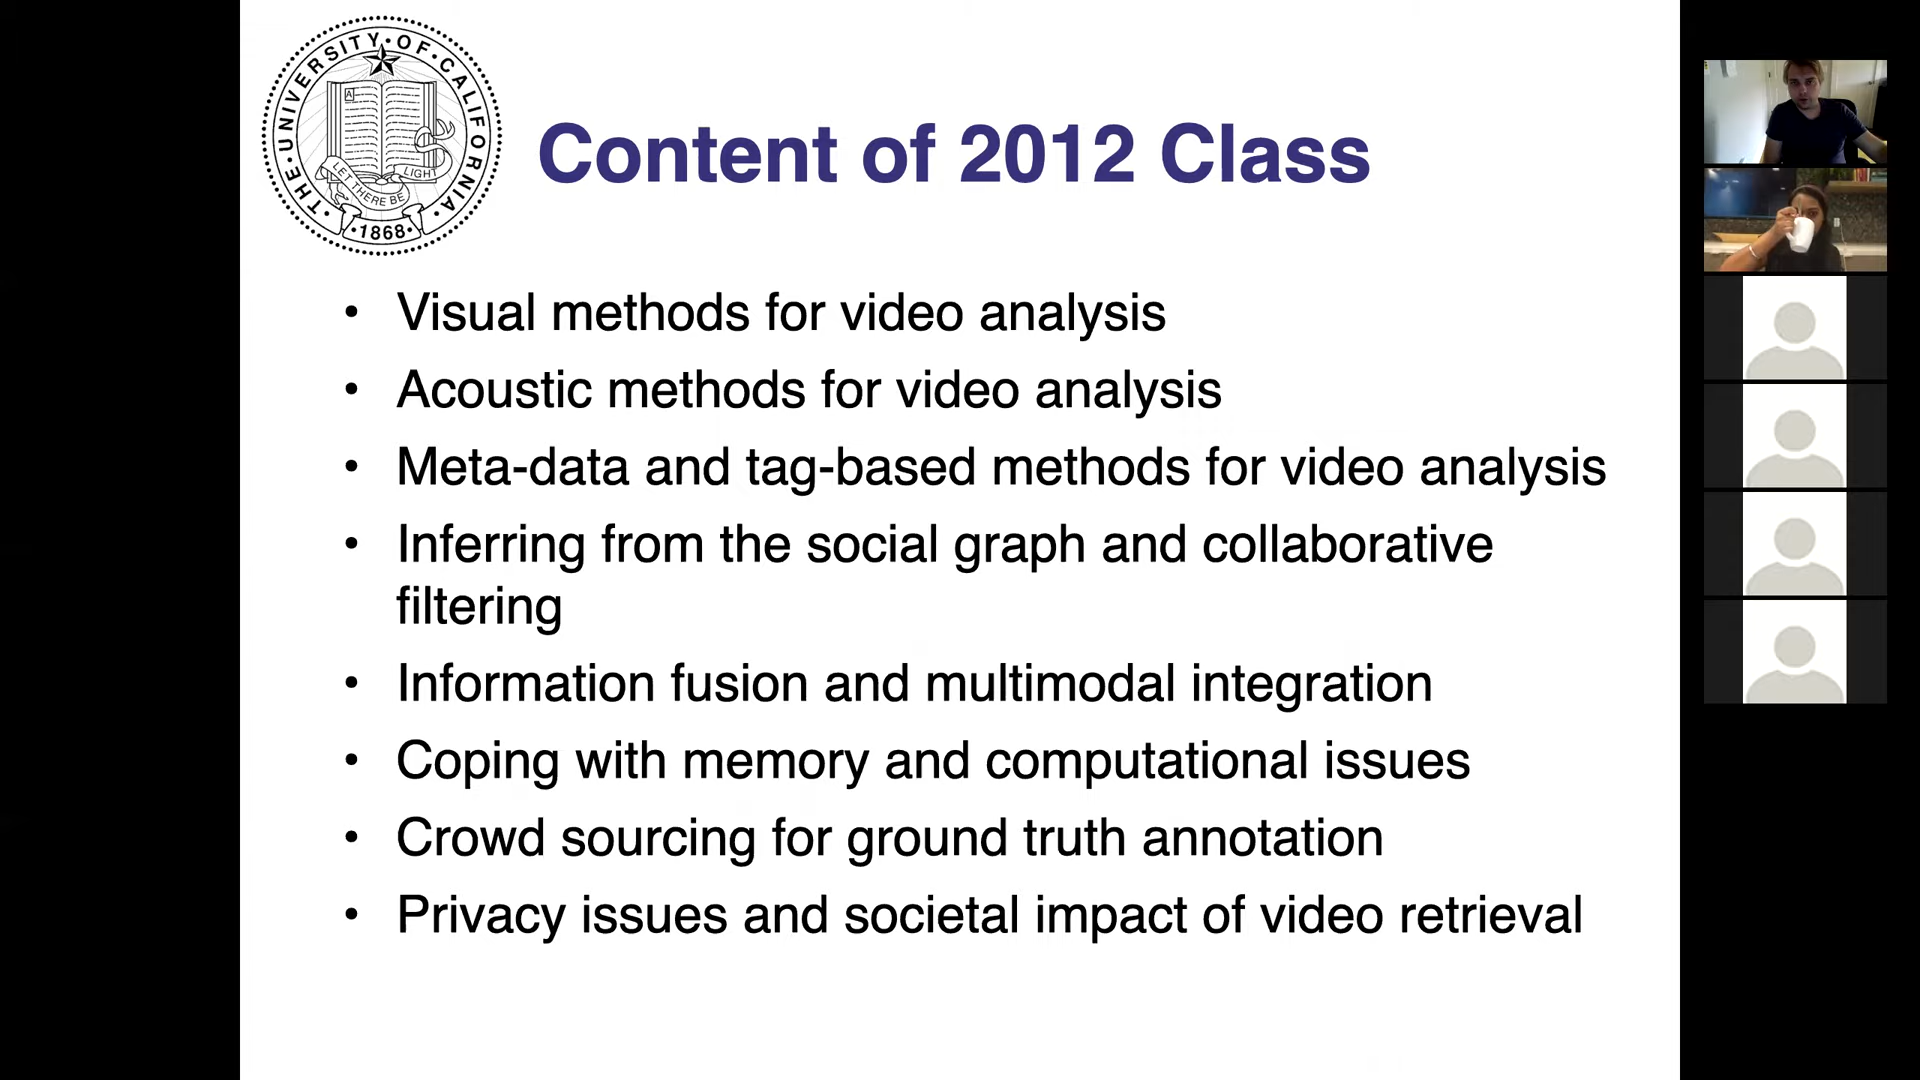 THE·UNIVERSITY·OF·CALIFORNIA·
A
LET THERE BE LIGHT
·1868·
Content of 2012 Class
• Visual methods for video analysis
• Acoustic methods for video analysis
• Meta-data and tag-based methods for video analysis
• Inferring from the social graph and collaborative
filtering
• Information fusion and multimodal integration
• Coping with memory and computational issues
• Crowd sourcing for ground truth annotation
• Privacy issues and societal impact of video retrieval